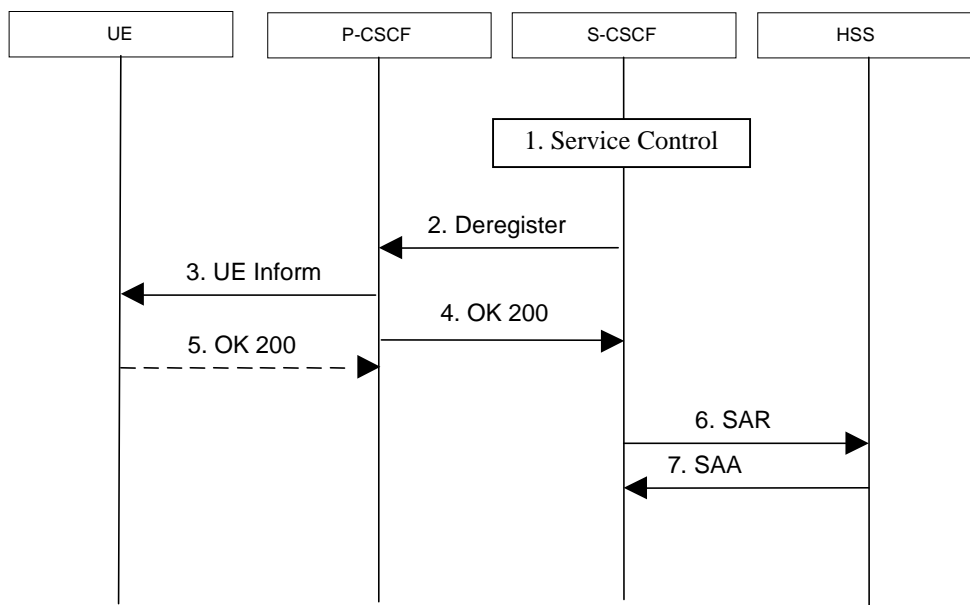 UE
P-CSCF
S-CSCF
HSS
1. Service Control
2. Deregister
3. UE Inform
4. OK 200
5. OK 200
6. SAR
7. SAA